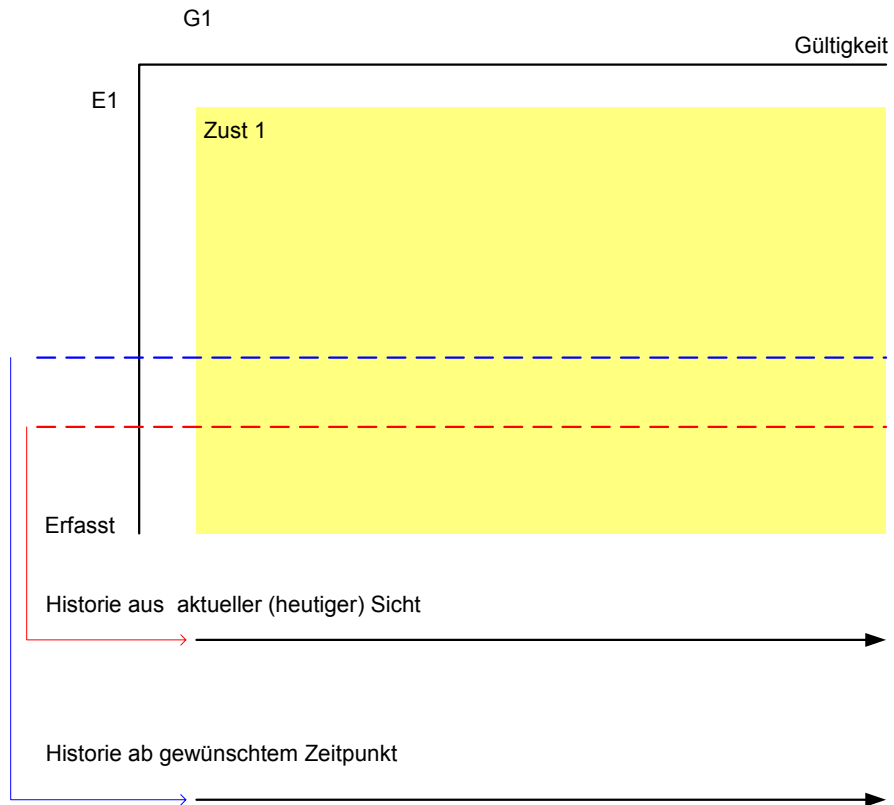 G1
Gültigkeit
E1
Zust 1
Erfasst
Historie aus aktueller (heutiger) Sicht
Historie ab gewünschtem Zeitpunkt